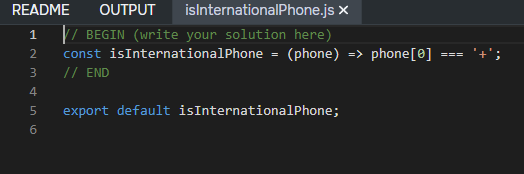 README OUTPUT isInternationalPhone.js ×
1 // BEGIN (write your solution here)
2 const isInternationalPhone = (phone) => phone[0] === '+';
3 // END
4
5 export default isInternationalPhone;
6